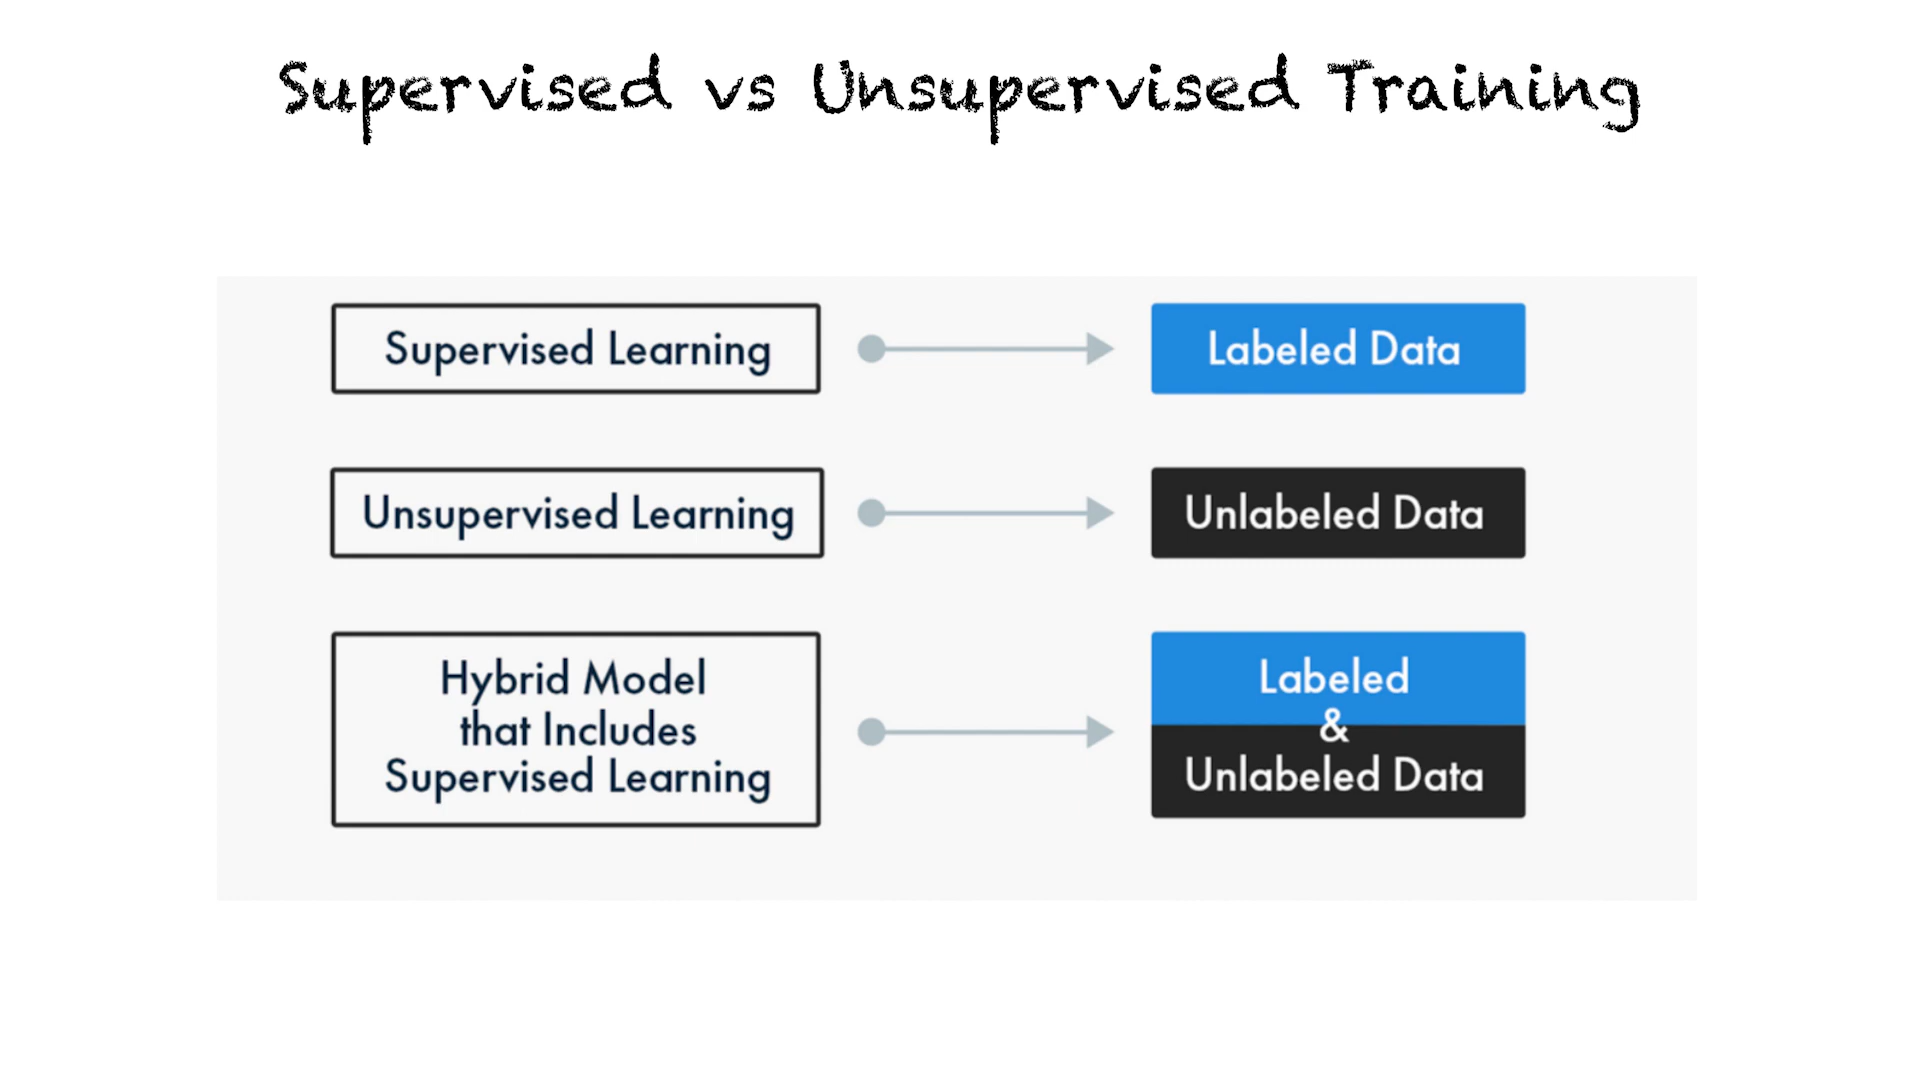 Supervised vs Unsupervised Training
Supervised Learning
Labeled Data
Unsupervised Learning
Unlabeled Data
Hybrid Model
that Includes
Supervised Learning
Labeled
&
Unlabeled Data